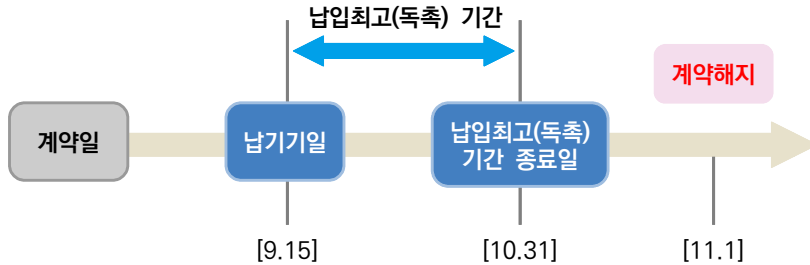 납입최고(독촉) 기간
계약해지
계약일
납기기일
납입최고(독촉)
기간 종료일
[9.15]
[10.31]
[11.1]